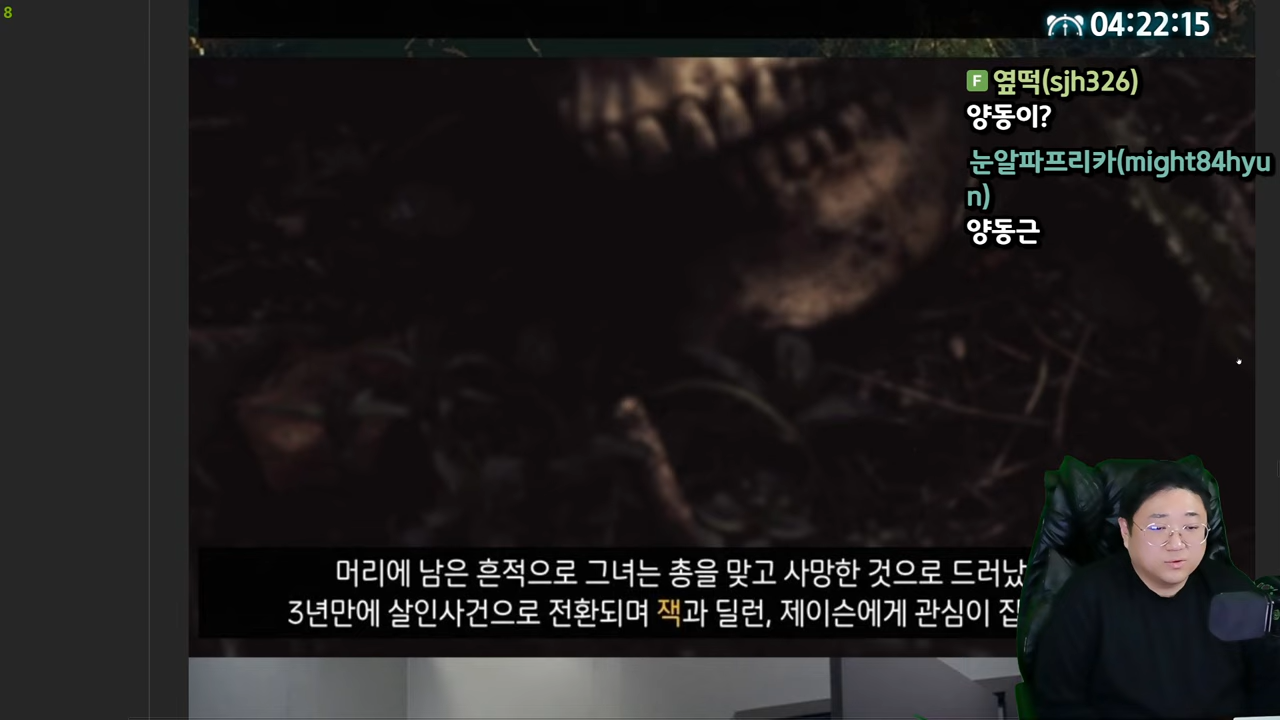 8
04:22:15
F 옆떡(sjh326)
양동이?
눈알파프리카(might84hyu
n)
양동근
머리에 남은 흔적으로 그녀는 총을 맞고 사망한 것으로 드러났
3년만에 살인사건으로 전환되며 잭과 딜런, 제이슨에게 관심이 집